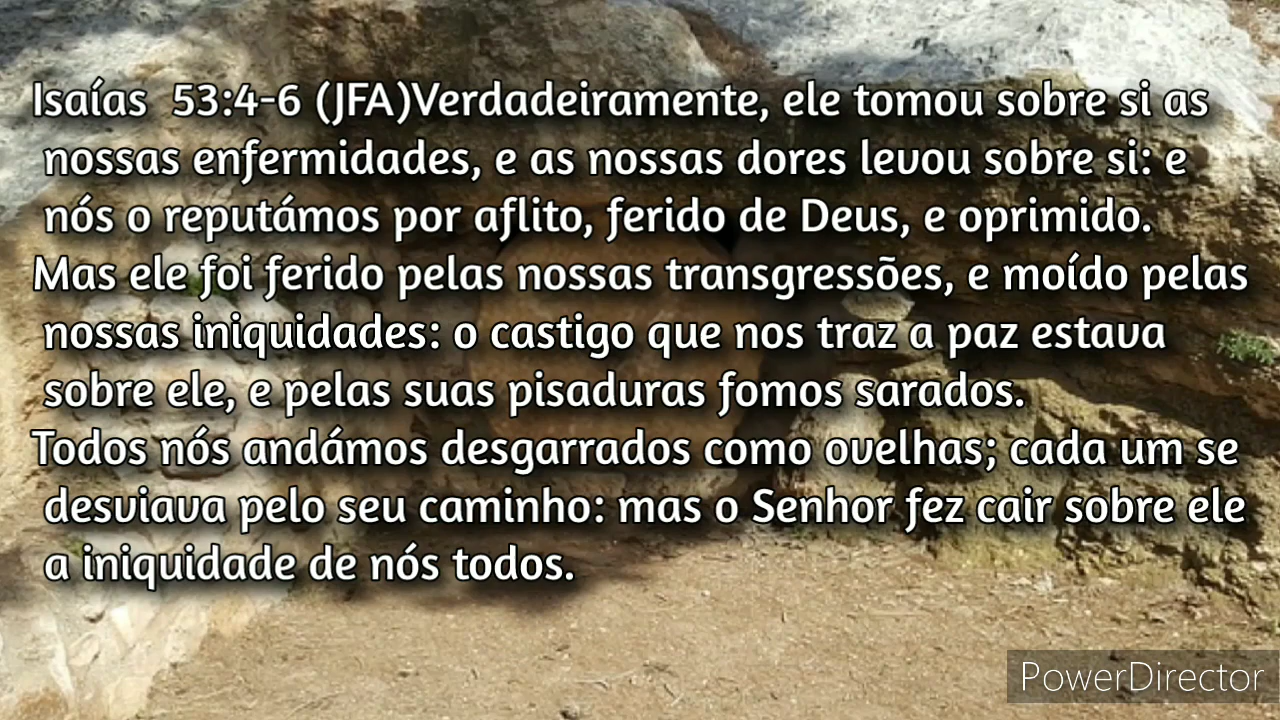 Isaías  53:4-6 (JFA)Verdadeiramente, ele tomou sobre si as
nossas enfermidades, e as nossas dores levou sobre si: e
nós o reputámos por aflito, ferido de Deus, e oprimido.
Mas ele foi ferido pelas nossas transgressões, e moído pelas
nossas iniquidades: o castigo que nos traz a paz estava
sobre ele, e pelas suas pisaduras fomos sarados.
Todos nós andámos desgarrados como ovelhas; cada um se
desviava pelo seu caminho: mas o Senhor fez cair sobre ele
a iniquidade de nós todos.
PowerDirector